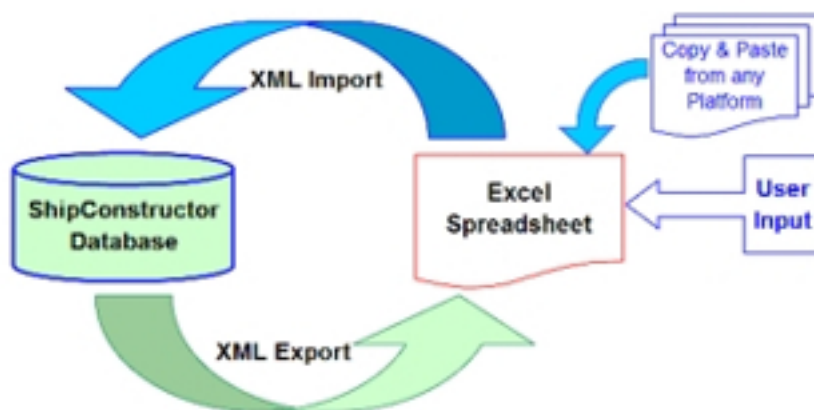 XML Import
Copy & Paste
from any
Platform
ShipConstructor
Database
Excel
Spreadsheet
User
Input
XML Export